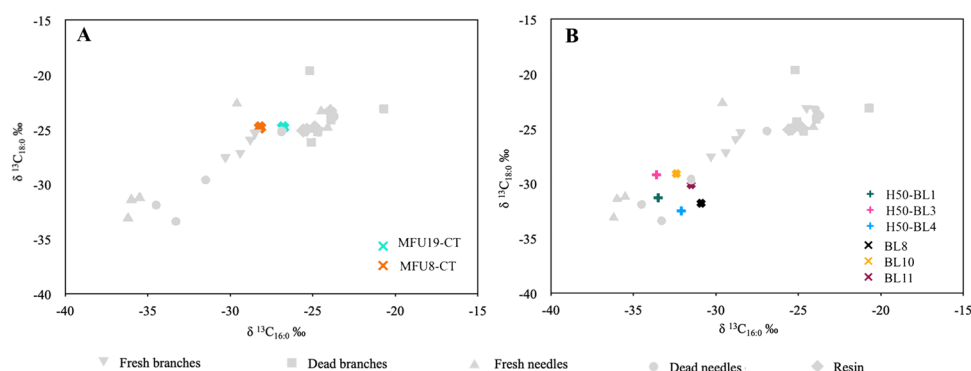 A
-15
-20
-25
-30
-35
-40
δ ¹³C₁₈:₀ ‰
-40 -35 -30 -25 -20 -15
δ ¹³C₁₆:₀ ‰
MFU19-CT
MFU8-CT
B
-15
-20
-25
-30
-35
-40
δ ¹³C₁₈:₀ ‰
-40 -35 -30 -25 -20 -15
δ ¹³C₁₆:₀ ‰
H50-BL1
H50-BL3
H50-BL4
BL8
BL10
BL11
Fresh branches Dead branches Fresh needles Dead needles Resin